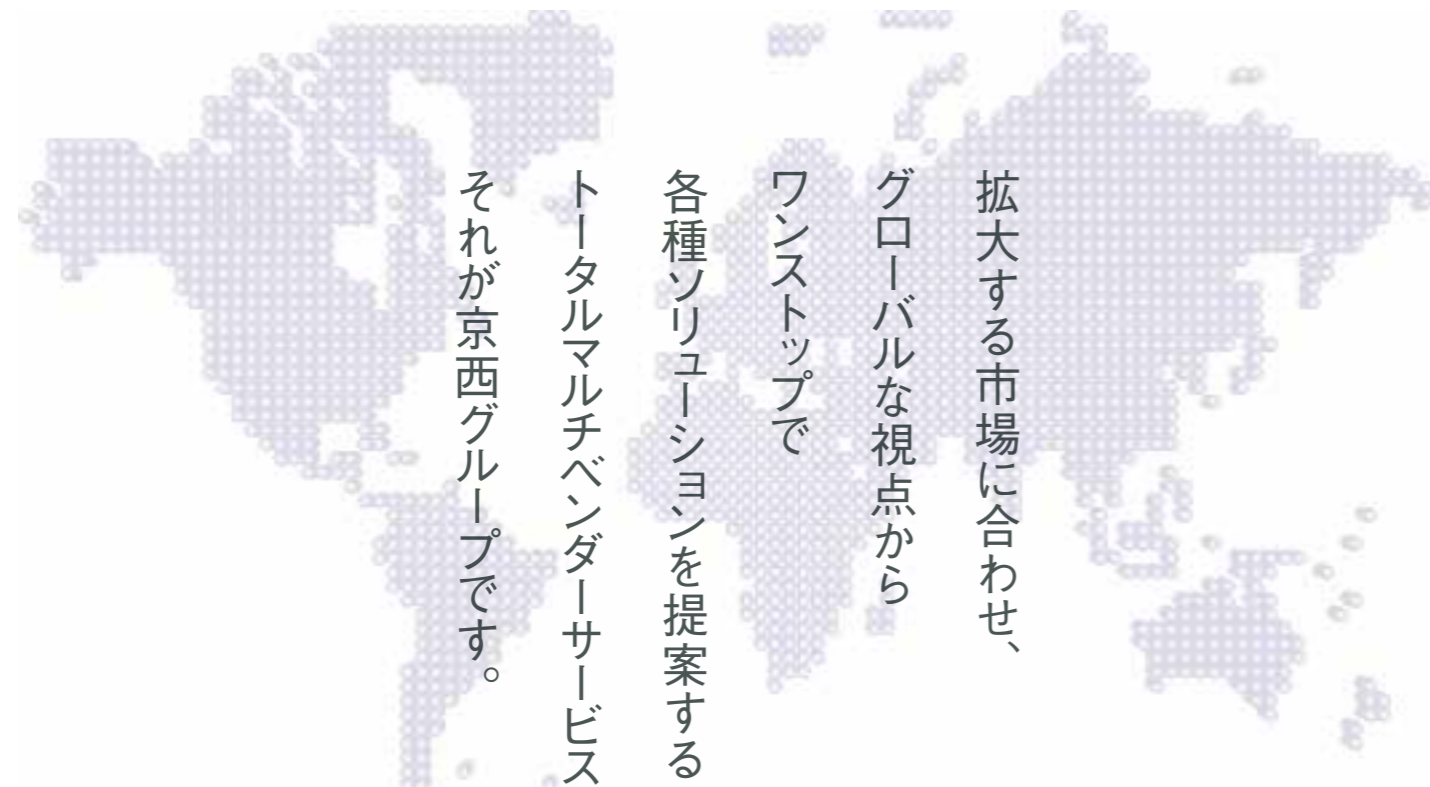 拡大する市場に合わせ、
グローバルな視点から
ワンストップで
各種ソリューションを提案する
トータルマルチベンダーサービス
それが京西グループです。